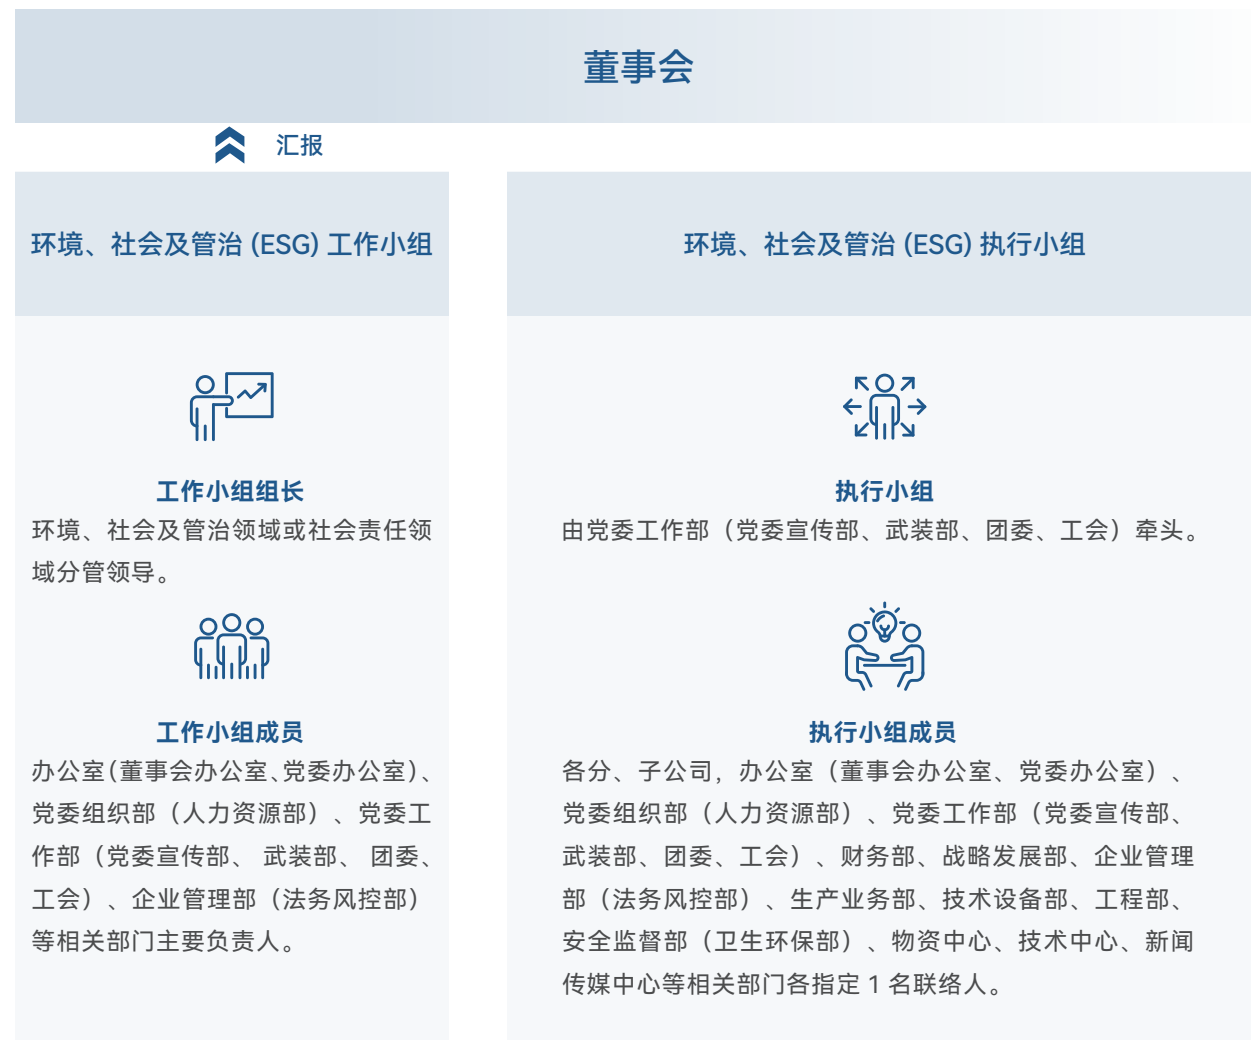 董事会
汇报
环境、社会及管治 (ESG) 工作小组
工作小组组长
环境、社会及管治领域或社会责任领
域分管领导。
工作小组成员
办公室(董事会办公室、党委办公室)、
党委组织部（人力资源部）、党委工
作部（党委宣传部、 武装部、 团委、
工会）、企业管理部（法务风控部）
等相关部门主要负责人。
环境、社会及管治 (ESG) 执行小组
执行小组
由党委工作部（党委宣传部、武装部、团委、工会）牵头。
执行小组成员
各分、子公司，办公室（董事会办公室、党委办公室）、
党委组织部（人力资源部）、党委工作部（党委宣传部、
武装部、团委、工会）、财务部、战略发展部、企业管理
部（法务风控部）、生产业务部、技术设备部、工程部、
安全监督部（卫生环保部）、物资中心、技术中心、新闻
传媒中心等相关部门各指定 1 名联络人。